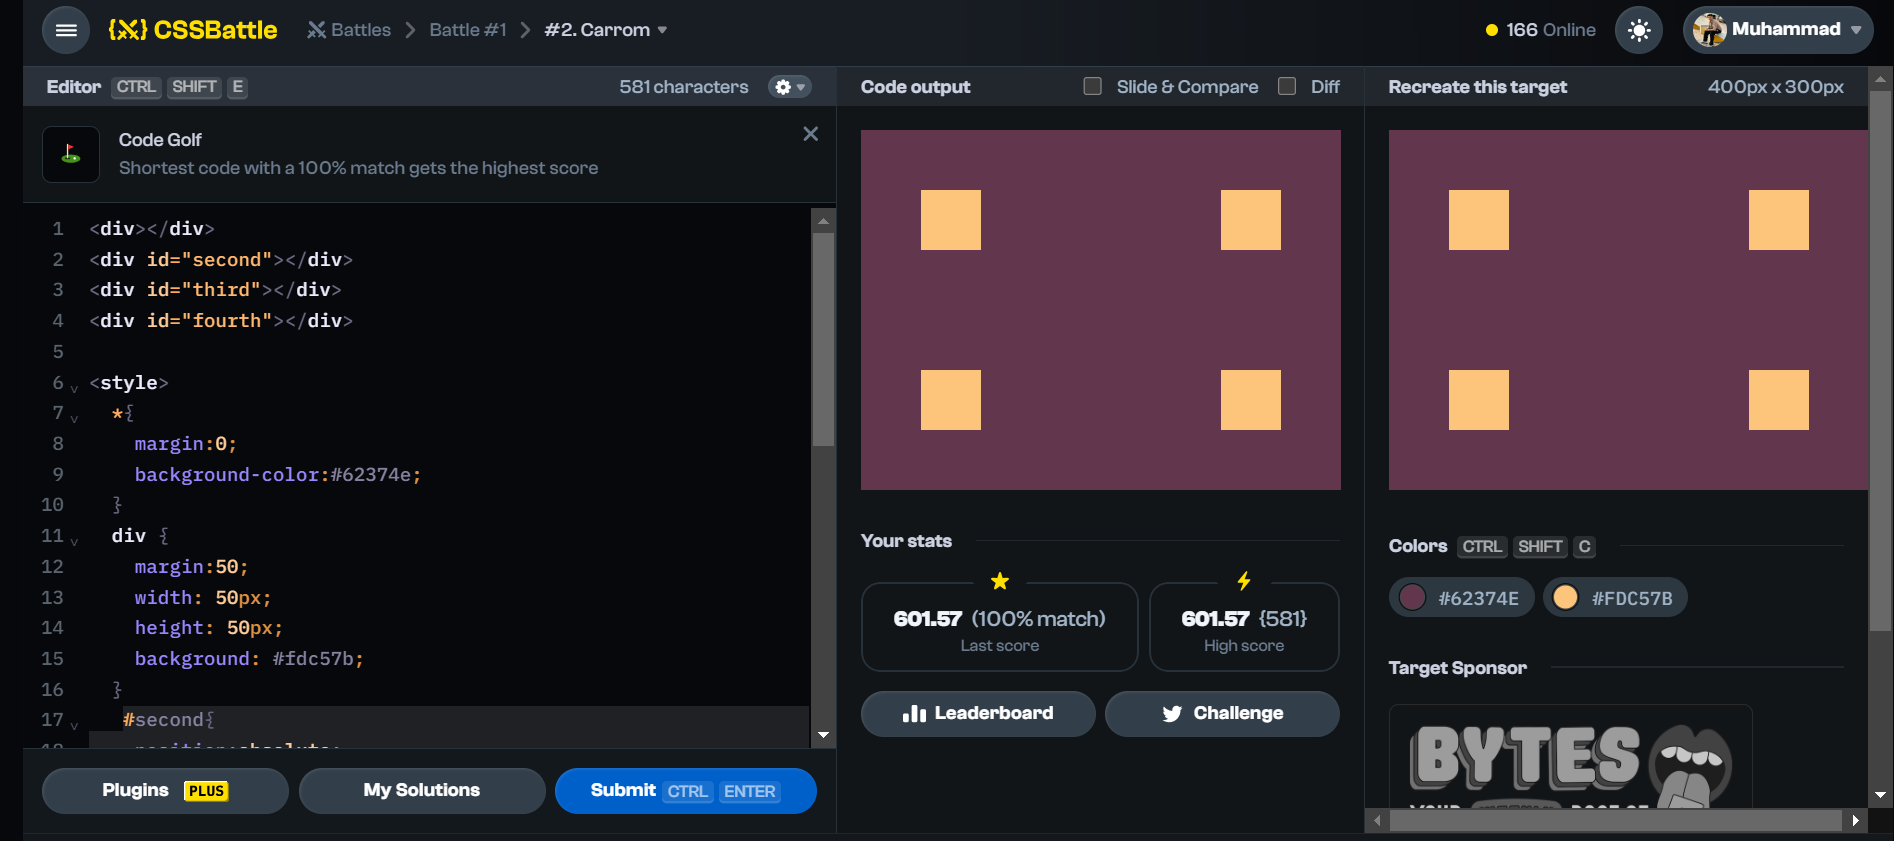 {X} CSSBattle
Battles
Battle #1
#2. Carrom
166 Online
Muhammad
Editor CTRL SHIFT E
581 characters
Code Golf
Shortest code with a 100% match gets the highest score
1 <div></div>
2 <div id="second"></div>
3 <div id="third"></div>
4 <div id="fourth"></div>
5
6 <style>
7 *{
8 margin:0;
9 background-color:#62374e;
10 }
11 div {
12 margin:50;
13 width: 50px;
14 height: 50px;
15 background: #fdc57b;
16 }
17 #second{
18 position:absolute;
Plugins PLUS
My Solutions
Submit CTRL ENTER
Code output
Slide & Compare
Diff
Your stats
601.57 (100% match)
Last score
601.57 {581}
High score
Leaderboard
Challenge
Recreate this target
400px x 300px
Colors CTRL SHIFT C
#62374E
#FDC57B
Target Sponsor
BYTES